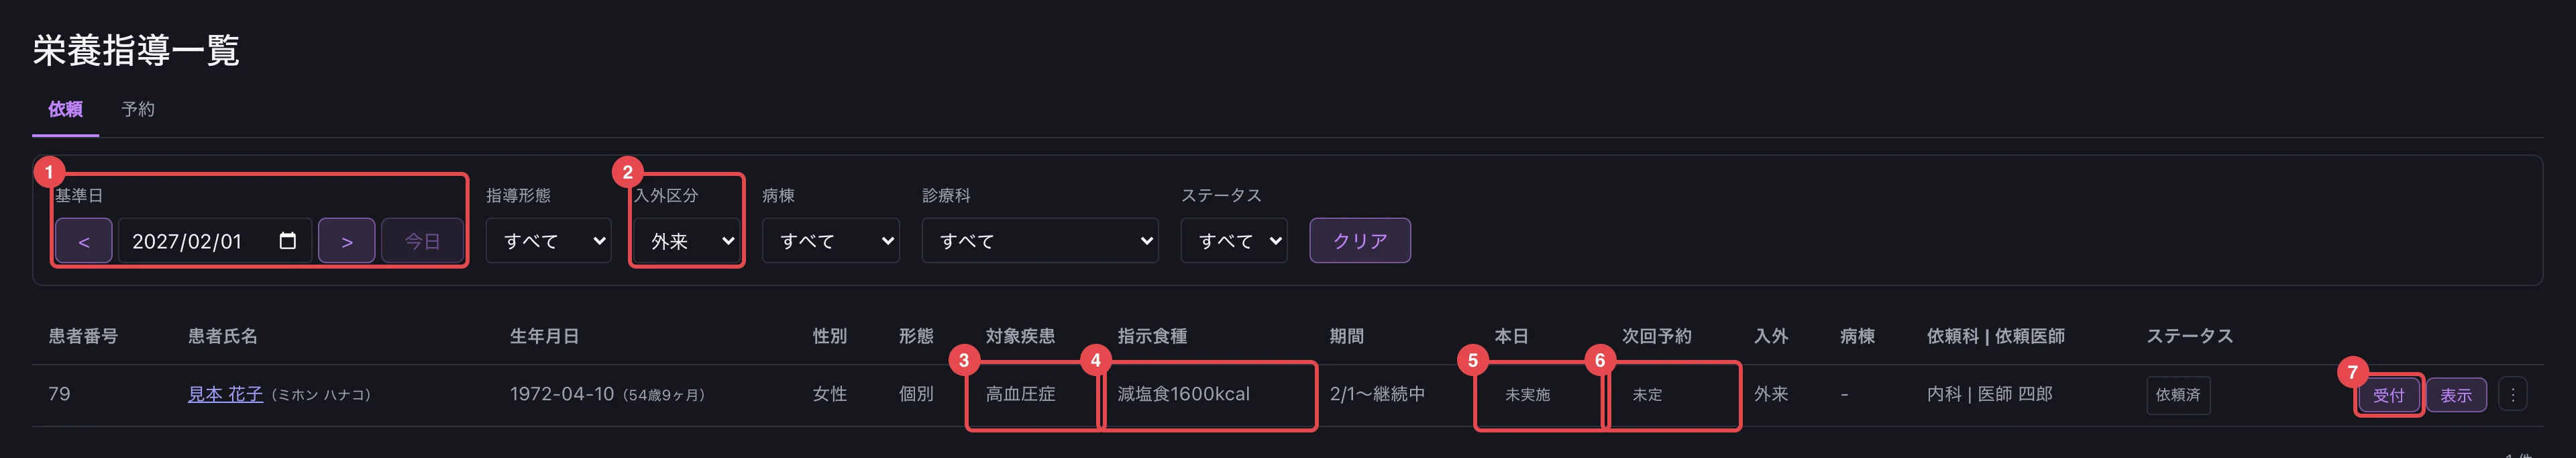 栄養指導一覧
依頼 予約
1 2
基準日 指導形態 入外区分 病棟 診療科 ステータス
< 2027/02/01 > 今日 すべて 外来 すべて すべて すべて クリア
患者番号 患者氏名 生年月日 性別 形態 対象疾患 指示食種 期間 本日 次回予約 入外 病棟 依頼科 | 依頼医師 ステータス
3 4 5 6 7
79 見本 花子 (ミホン ハナコ) 1972-04-10 (54歳9ヶ月) 女性 個別 高血圧症 減塩食1600kcal 2/1〜継続中 未実施 未定 外来 - 内科 | 医師 四郎 依頼済 受付 表示 ⋮